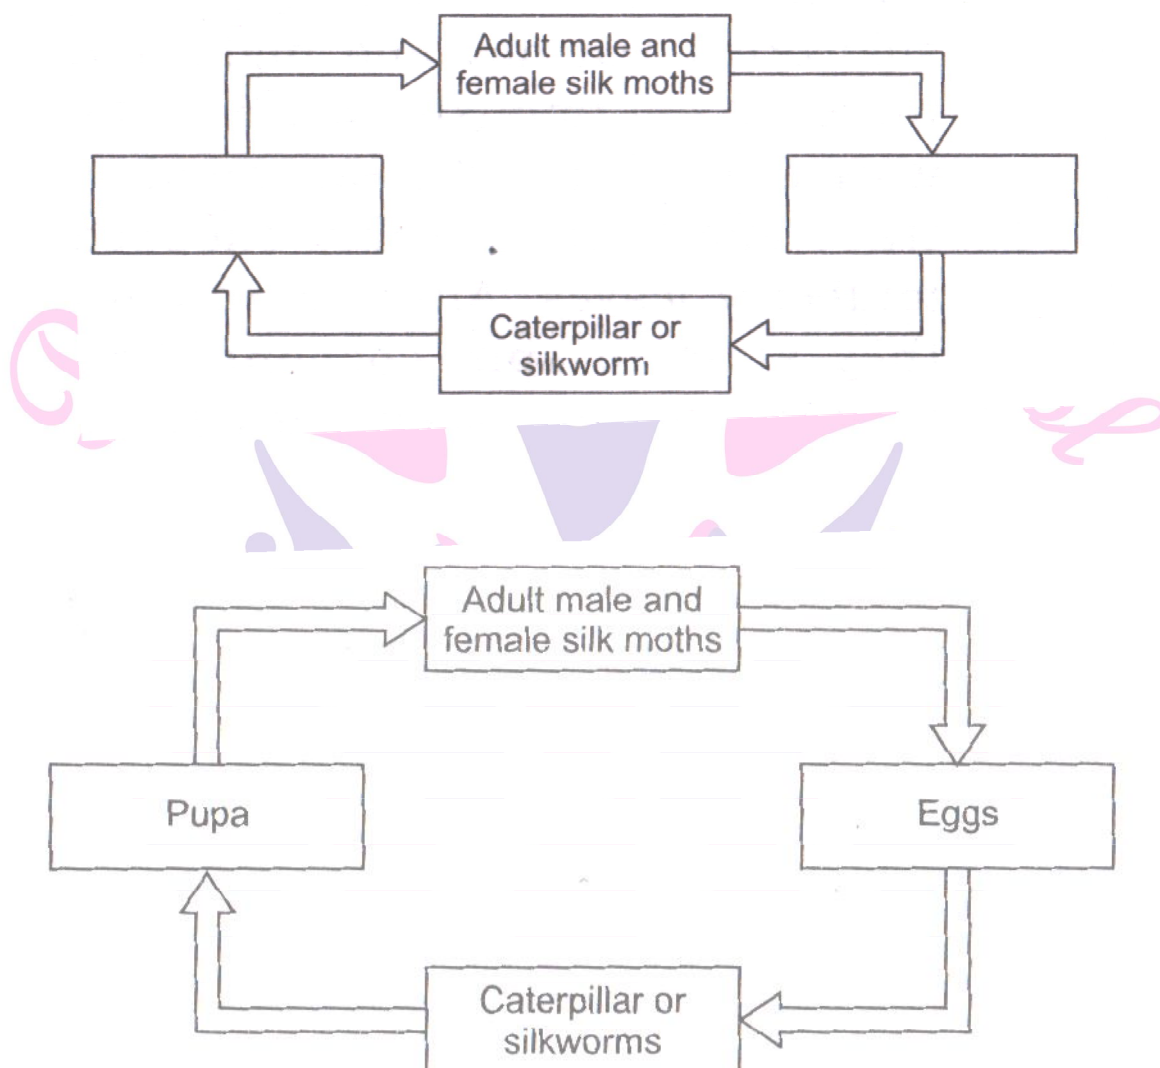 Adult male and
female silk moths
Caterpillar or
silkworm
Adult male and
female silk moths
Pupa
Eggs
Caterpillar or
silkworms